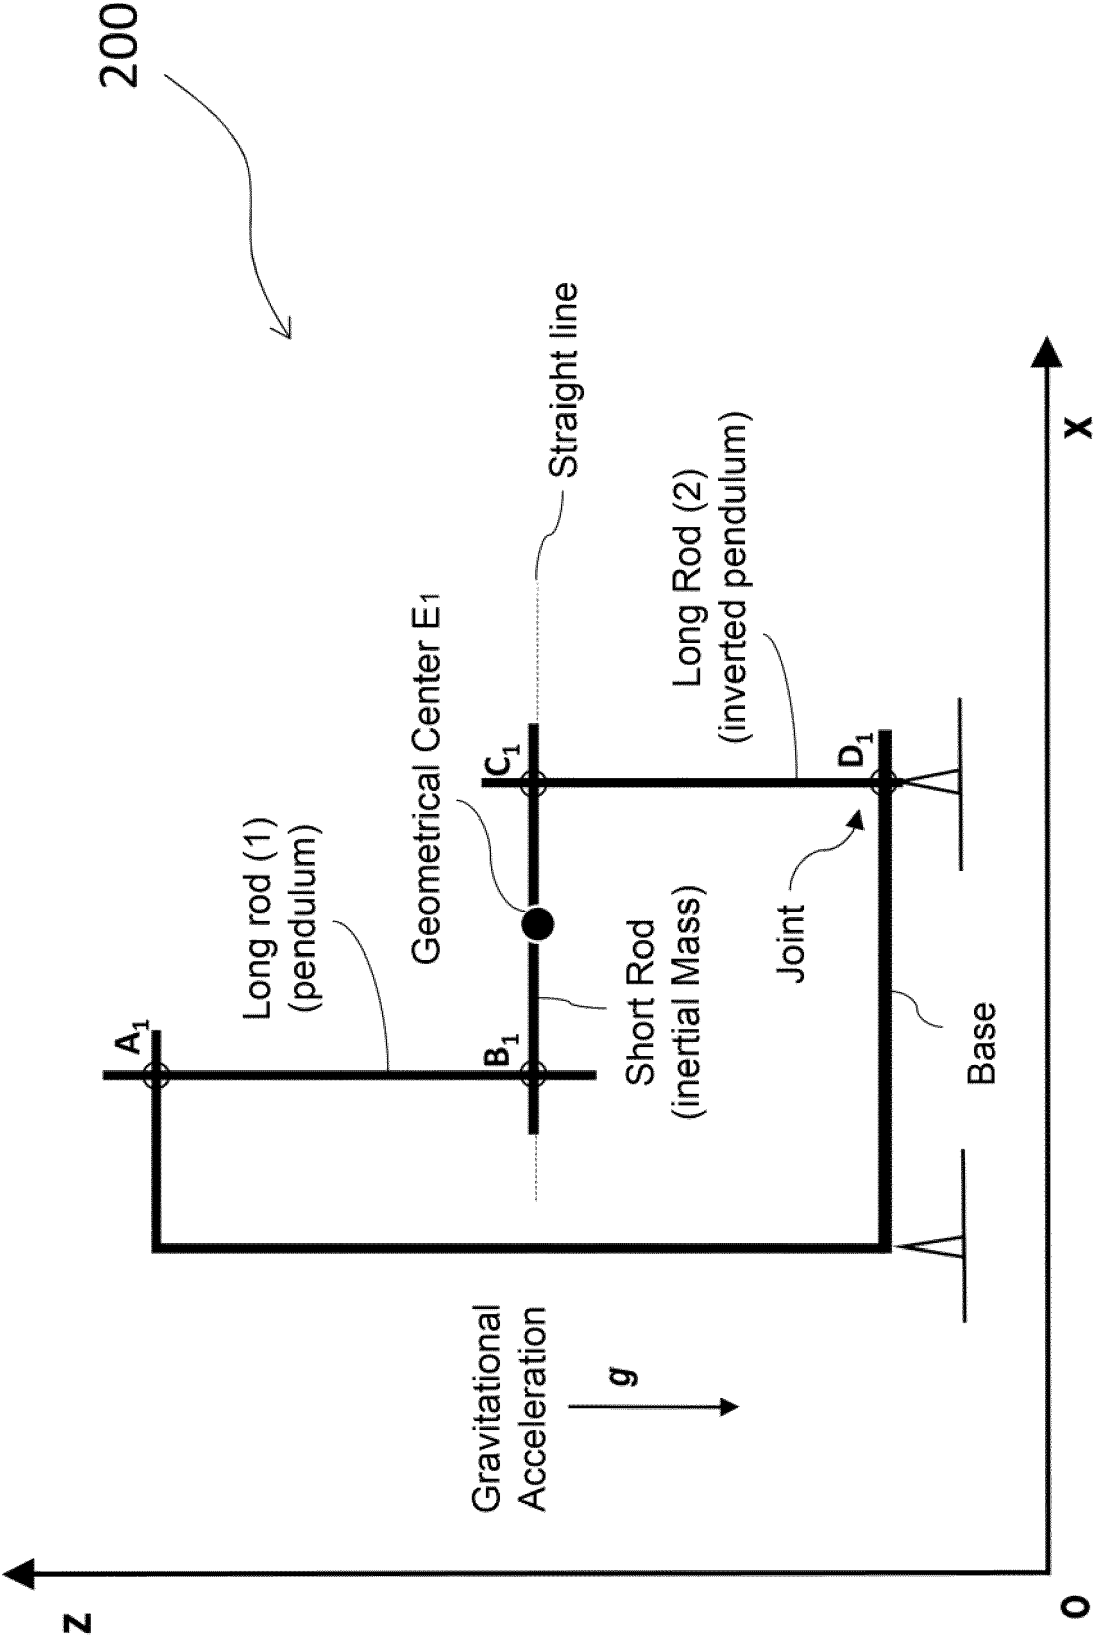 200
A1
Long rod (1)
(pendulum)
Geometrical Center E1
Straight line
B1
C1
Gravitational
Acceleration
g
Short Rod
(inertial Mass)
Long Rod (2)
(inverted pendulum)
Joint
D1
Base
z
o
x